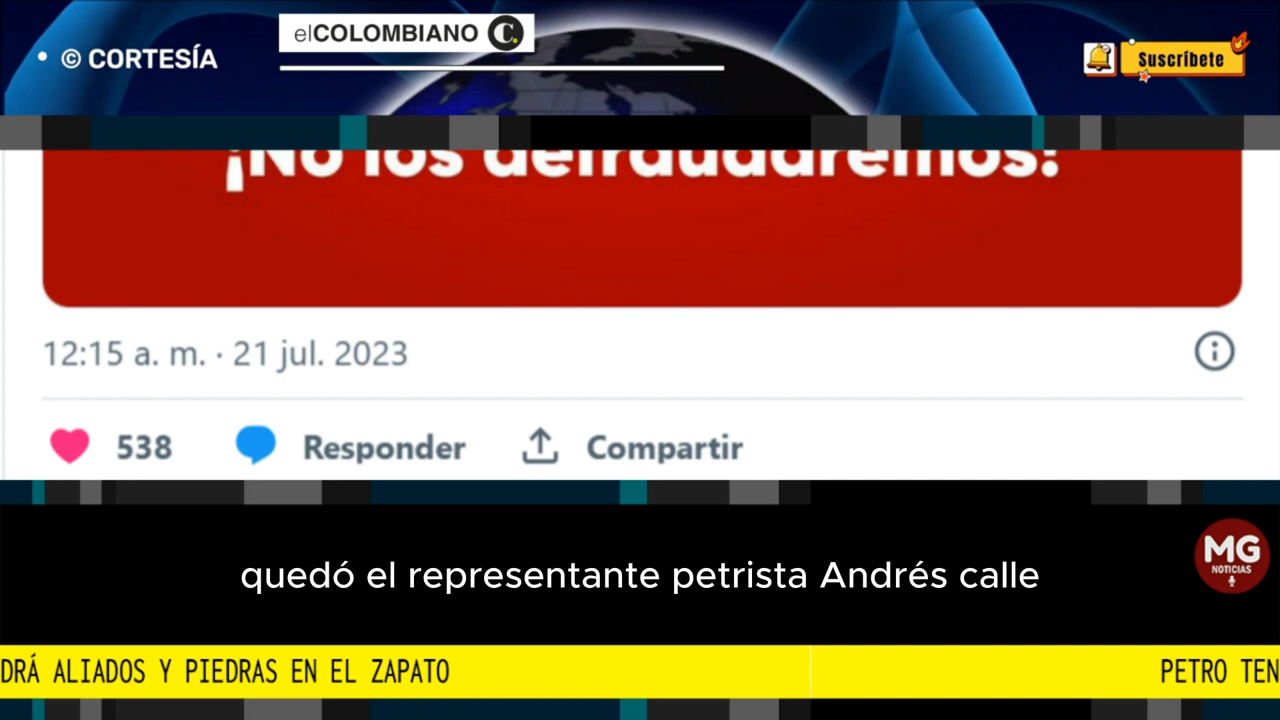 © CORTESÍA
elCOLOMBIANO C.
Suscríbete
¡No los defraudaremos!
12:15 a. m. · 21 jul. 2023
538 Responder Compartir
quedó el representante petrista Andrés calle
MG
NOTICIAS
DRÁ ALIADOS Y PIEDRAS EN EL ZAPATO PETRO TEN